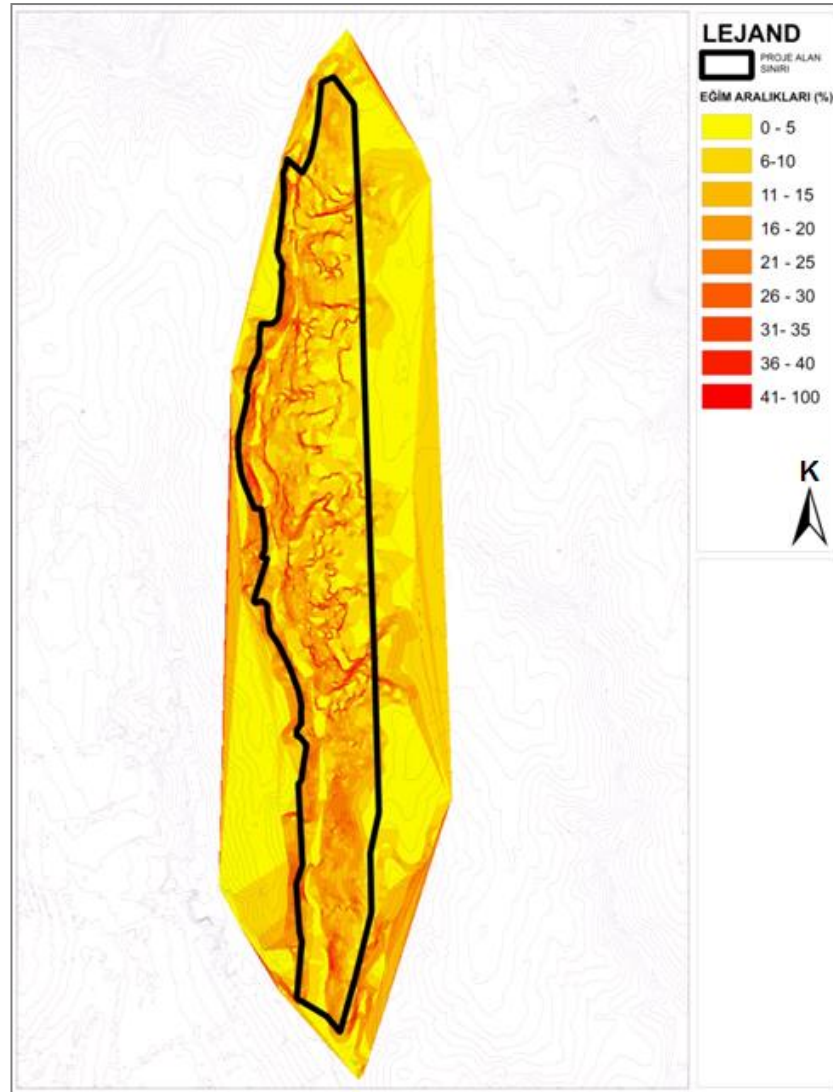 LEJAND
PROJE ALAN
SINIRI
EĞİM ARALIKLARI (%)
0 - 5
6-10
11 - 15
16 - 20
21 - 25
26 - 30
31- 35
36 - 40
41- 100
K